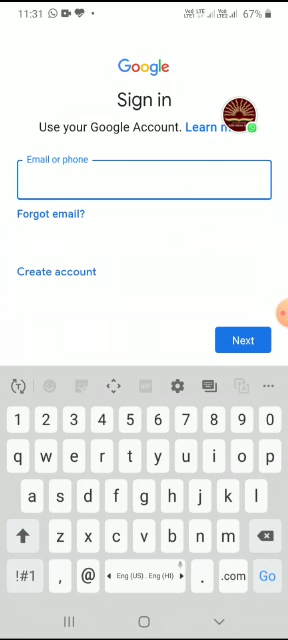 11:31 67%
Google
Sign in
Use your Google Account. Learn
Email or phone
Forgot email?
Create account
Next
1 2 3 4 5 6 7 8 9 0
q w e r t y u i o p
a s d f g h j k l
z x c v b n m
!#1 , @ Eng (US) Eng (HI) . .com Go